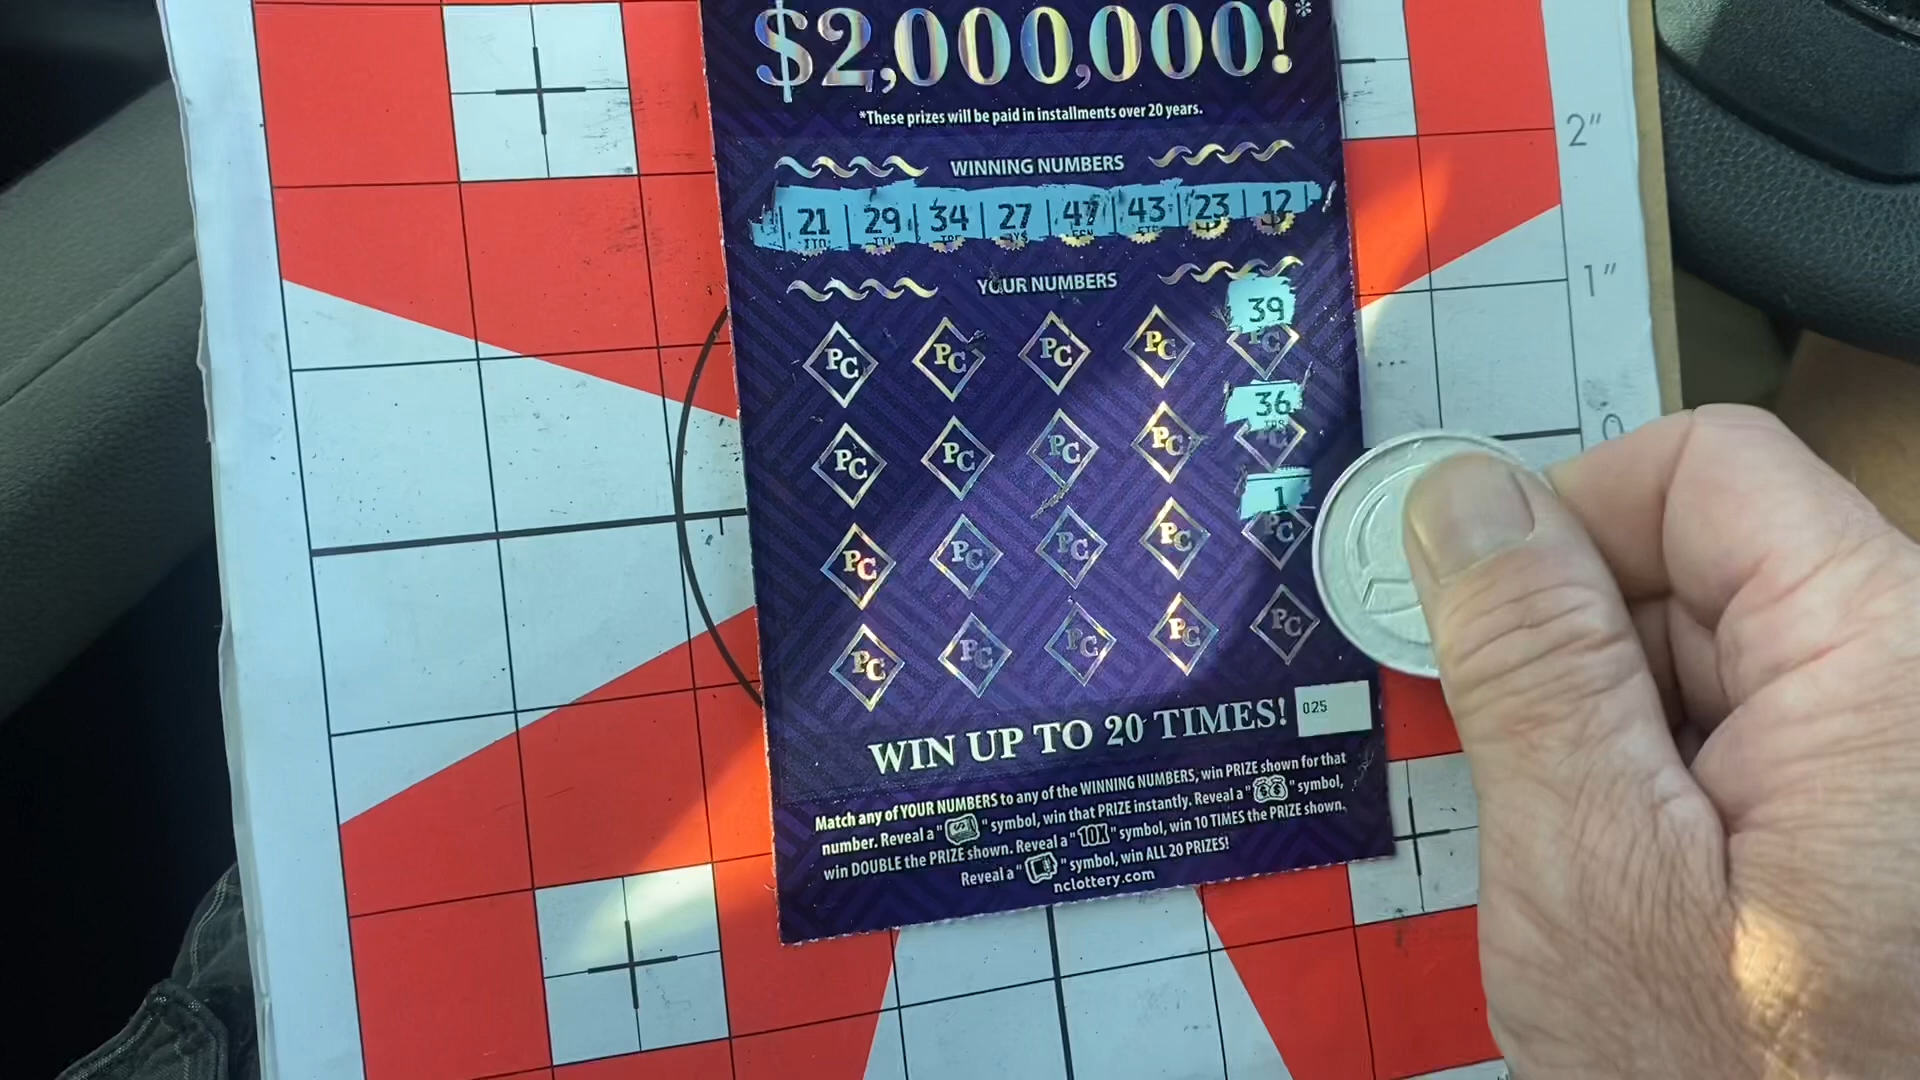 $2,000,000!*
*These prizes will be paid in installments over 20 years.
WINNING NUMBERS
21 29 34 27 47 43 23 12
YOUR NUMBERS
39
PC PC PC PC PC
36
PC PC PC PC PC
1
PC PC PC PC PC
PC PC PC PC PC
WIN UP TO 20 TIMES! 025
Match any of YOUR NUMBERS to any of the WINNING NUMBERS, win PRIZE shown for that
number. Reveal a " " symbol, win that PRIZE instantly. Reveal a " " symbol,
win DOUBLE the PRIZE shown. Reveal a "10X" symbol, win 10 TIMES the PRIZE shown.
Reveal a " " symbol, win ALL 20 PRIZES!
nclottery.com
2"
1"
0